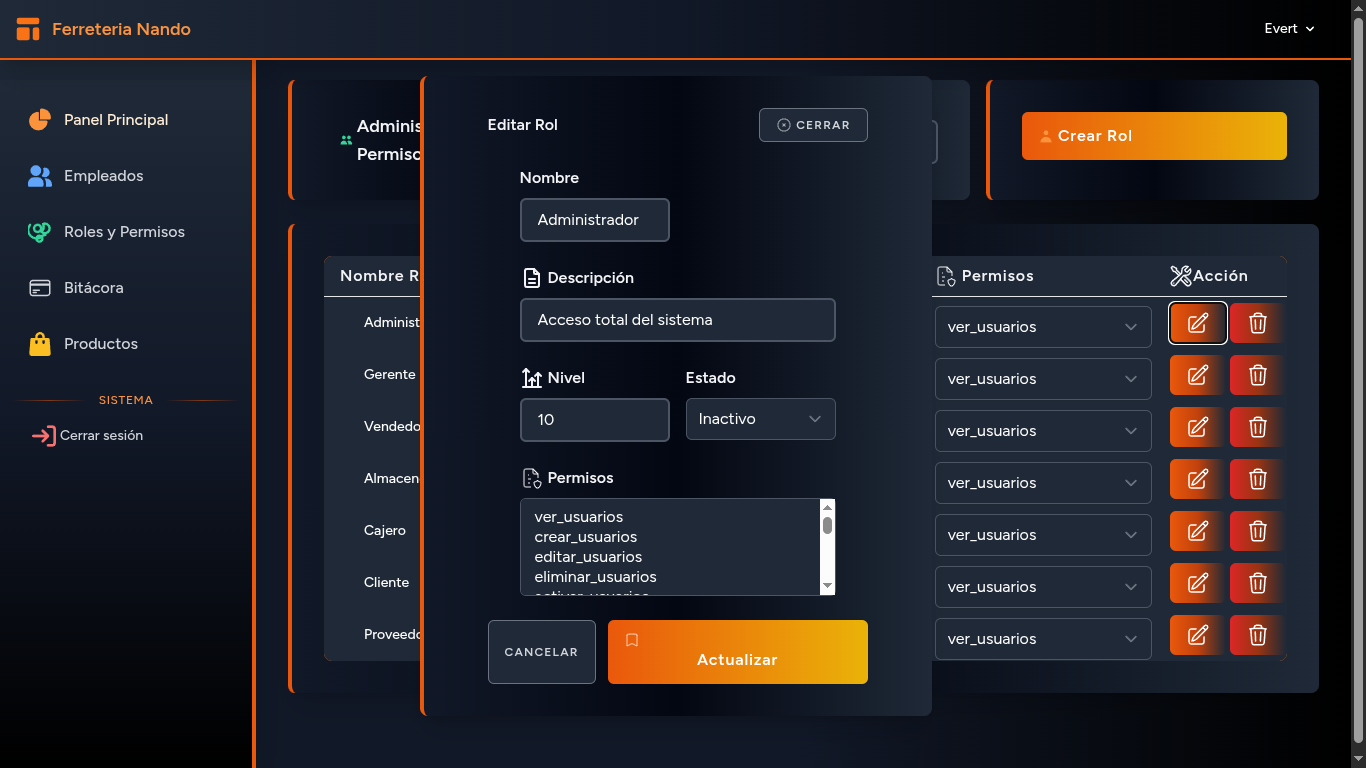 Ferreteria Nando
Evert
Panel Principal
Empleados
Roles y Permisos
Bitácora
Productos
SISTEMA
Cerrar sesión
Adminis
Permiso
Crear Rol
Nombre R
Permisos
Acción
Administ
ver_usuarios
Gerente
ver_usuarios
Vendedo
ver_usuarios
Almacen
ver_usuarios
Cajero
ver_usuarios
Cliente
ver_usuarios
Proveedo
ver_usuarios
Editar Rol
CERRAR
Nombre
Administrador
Descripción
Acceso total del sistema
Nivel
Estado
10
Inactivo
Permisos
ver_usuarios
crear_usuarios
editar_usuarios
eliminar_usuarios
CANCELAR
Actualizar